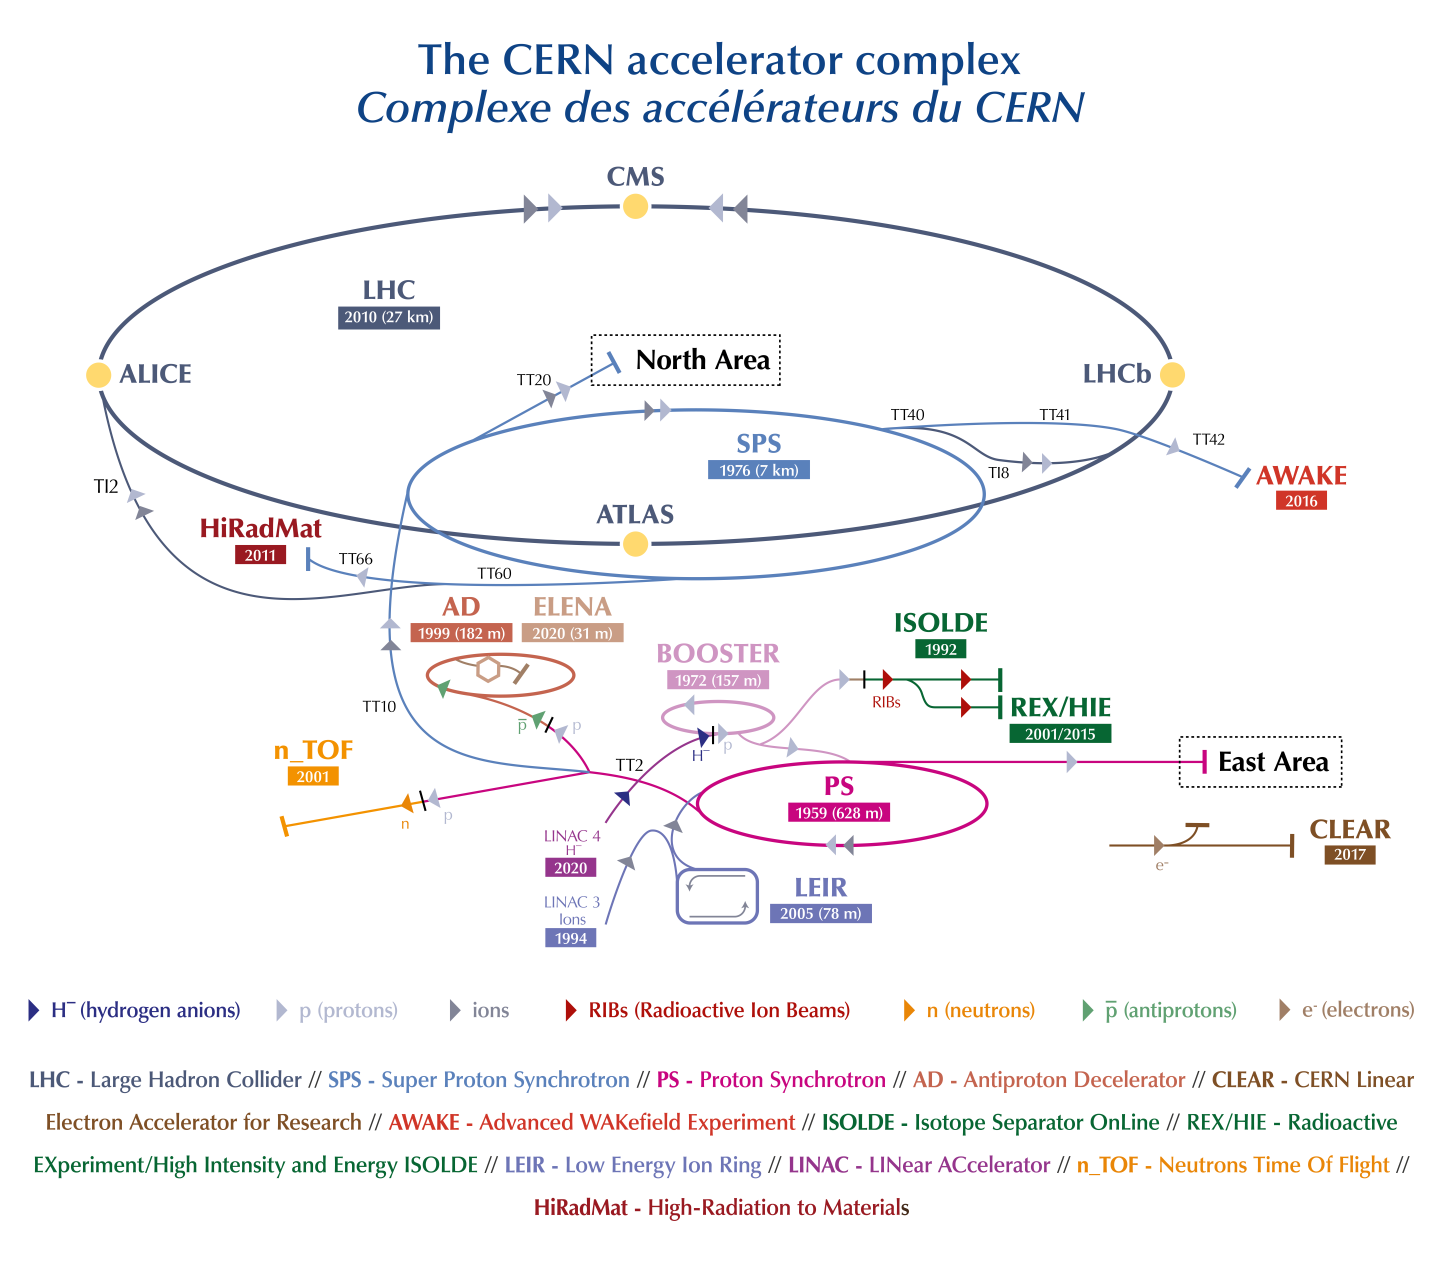 The CERN accelerator complex
Complexe des accélérateurs du CERN
CMS
LHC
2010 (27 km)
North Area
ALICE
LHCb
TT20
TT40
TT41
TT42
SPS
1976 (7 km)
TI8
AWAKE
2016
TI2
ATLAS
HiRadMat
2011
TT66
TT60
AD
1999 (182 m)
ELENA
2020 (31 m)
ISOLDE
1992
BOOSTER
1972 (157 m)
RIBs
REX/HIE
2001/2015
TT10
p̅
p
H⁻
p
n_TOF
2001
TT2
East Area
PS
1959 (628 m)
n
p
LINAC 4
H⁻
2020
CLEAR
2017
e⁻
LEIR
2005 (78 m)
LINAC 3
Ions
1994
H⁻ (hydrogen anions) p (protons) ions RIBs (Radioactive Ion Beams) n (neutrons) p̅ (antiprotons) e⁻ (electrons)
LHC - Large Hadron Collider // SPS - Super Proton Synchrotron // PS - Proton Synchrotron // AD - Antiproton Decelerator // CLEAR - CERN Linear
Electron Accelerator for Research // AWAKE - Advanced WAKefield Experiment // ISOLDE - Isotope Separator OnLine // REX/HIE - Radioactive
EXperiment/High Intensity and Energy ISOLDE // LEIR - Low Energy Ion Ring // LINAC - LINear ACcelerator // n_TOF - Neutrons Time Of Flight //
HiRadMat - High-Radiation to Materials